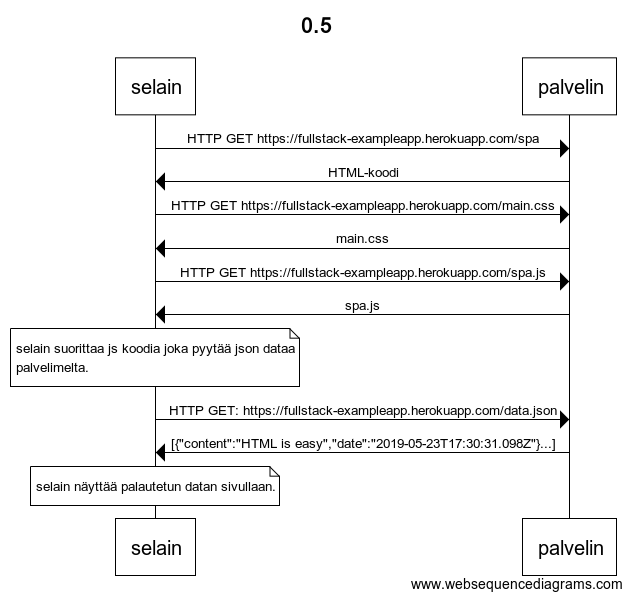 0.5
selain
palvelin
HTTP GET https://fullstack-exampleapp.herokuapp.com/spa
HTML-koodi
HTTP GET https://fullstack-exampleapp.herokuapp.com/main.css
main.css
HTTP GET https://fullstack-exampleapp.herokuapp.com/spa.js
spa.js
selain suorittaa js koodia joka pyytää json dataa
palvelimelta.
HTTP GET: https://fullstack-exampleapp.herokuapp.com/data.json
[{"content":"HTML is easy","date":"2019-05-23T17:30:31.098Z"}...]
selain näyttää palautetun datan sivullaan.
selain
palvelin
www.websequencediagrams.com